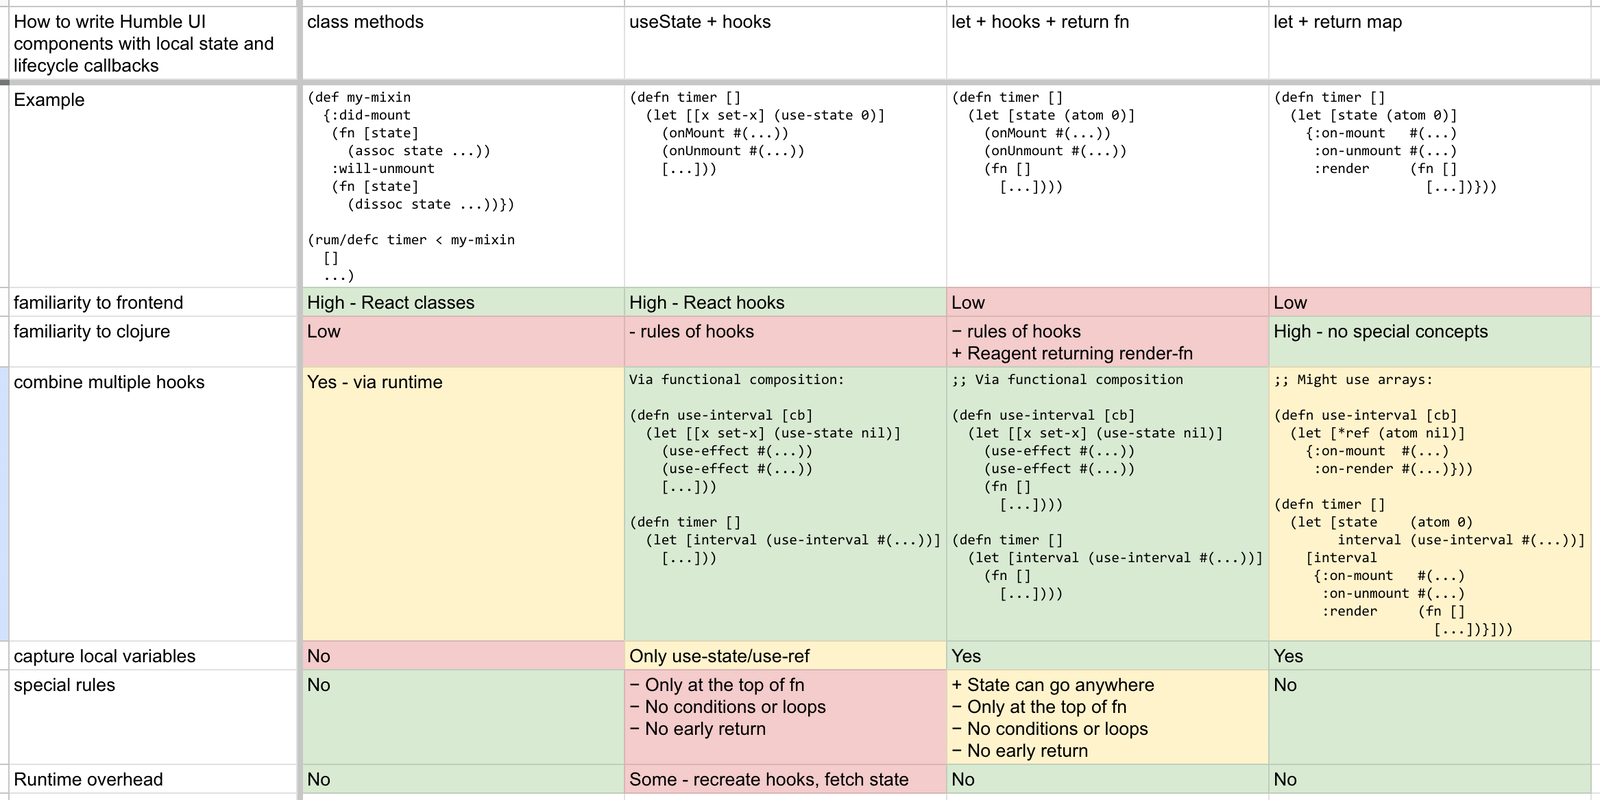 How to write Humble UI
components with local state and
lifecycle callbacks
class methods
useState + hooks
let + hooks + return fn
let + return map
Example
(def my-mixin
  {:did-mount
   (fn [state]
     (assoc state ...))
   :will-unmount
   (fn [state]
     (dissoc state ...))})

(rum/defc timer < my-mixin
  []
  ...)
(defn timer []
  (let [[x set-x] (use-state 0)]
    (onMount #(...))
    (onUnmount #(...))
    [...]))
(defn timer []
  (let [state (atom 0)]
    (onMount #(...))
    (onUnmount #(...))
    (fn []
      [...])))
(defn timer []
  (let [state (atom 0)]
    {:on-mount   #(...)
     :on-unmount #(...)
     :render     (fn []
                   [...])}))
familiarity to frontend
High - React classes
High - React hooks
Low
Low
familiarity to clojure
Low
- rules of hooks
− rules of hooks
+ Reagent returning render-fn
High - no special concepts
combine multiple hooks
Yes - via runtime
Via functional composition:

(defn use-interval [cb]
  (let [[x set-x] (use-state nil)]
    (use-effect #(...))
    (use-effect #(...))
    [...]))

(defn timer []
  (let [interval (use-interval #(...))]
    [...]))
;; Via functional composition

(defn use-interval [cb]
  (let [[x set-x] (use-state nil)]
    (use-effect #(...))
    (use-effect #(...))
    (fn []
      [...])))

(defn timer []
  (let [interval (use-interval #(...))]
    (fn []
      [...])))
;; Might use arrays:

(defn use-interval [cb]
  (let [*ref (atom nil)]
    {:on-mount  #(...)
     :on-render #(...)}))

(defn timer []
  (let [state    (atom 0)
        interval (use-interval #(...))]
    [interval
     {:on-mount   #(...)
      :on-unmount #(...)
      :render     (fn []
                    [...])}]))
capture local variables
No
Only use-state/use-ref
Yes
Yes
special rules
No
− Only at the top of fn
− No conditions or loops
− No early return
+ State can go anywhere
− Only at the top of fn
− No conditions or loops
− No early return
No
Runtime overhead
No
Some - recreate hooks, fetch state
No
No